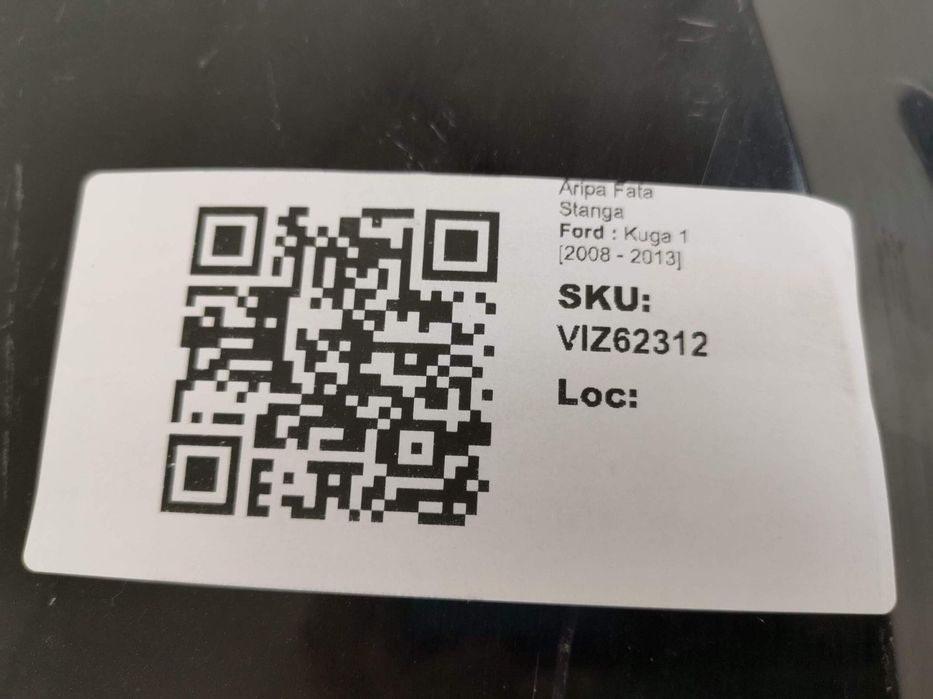 Aripa Fata
Stanga
Ford : Kuga 1
[2008 - 2013]
SKU:
VIZ62312
Loc: